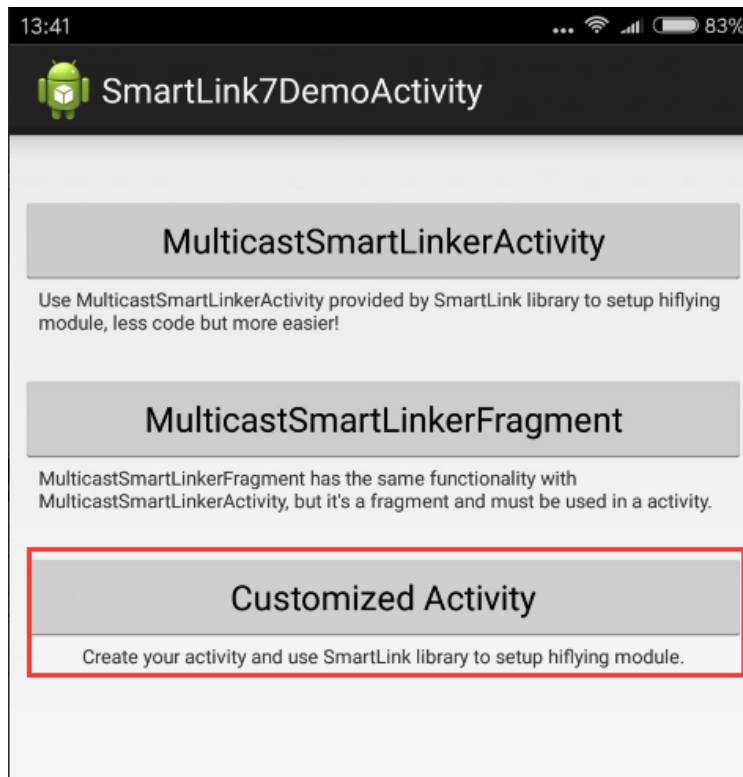 13:41 ... 83%
SmartLink7DemoActivity
MulticastSmartLinkerActivity
Use MulticastSmartLinkerActivity provided by SmartLink library to setup hiflying
module, less code but more easier!
MulticastSmartLinkerFragment
MulticastSmartLinkerFragment has the same functionality with
MulticastSmartLinkerActivity, but it's a fragment and must be used in a activity.
Customized Activity
Create your activity and use SmartLink library to setup hiflying module.